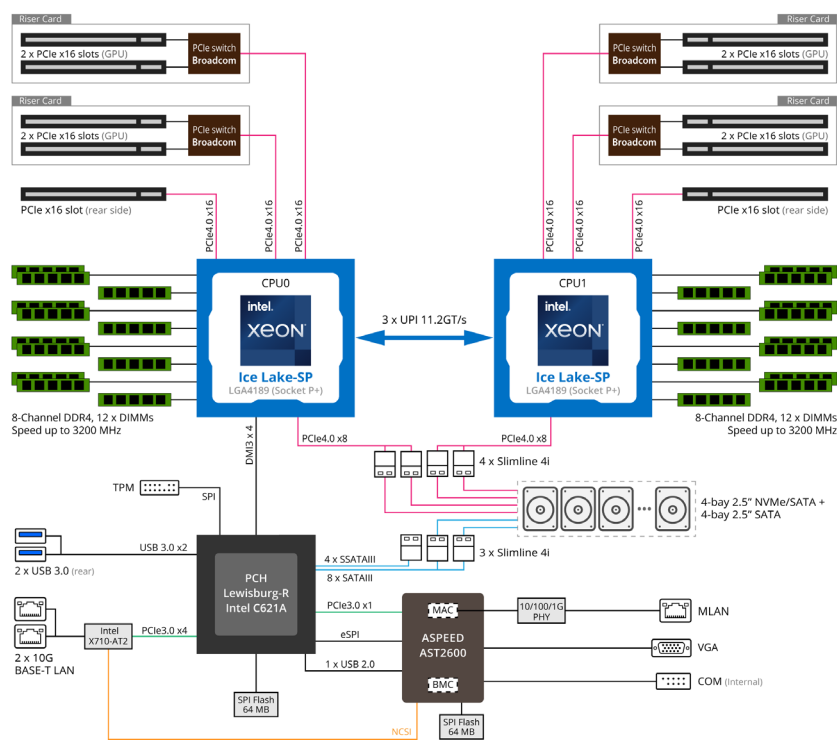 Riser Card
2 x PCIe x16 slots (GPU)
PCIe switch
Broadcom
Riser Card
PCIe switch
Broadcom
2 x PCIe x16 slots (GPU)
Riser Card
2 x PCIe x16 slots (GPU)
PCIe switch
Broadcom
Riser Card
PCIe switch
Broadcom
2 x PCIe x16 slots (GPU)
PCIe x16 slot (rear side)
PCIe4.0 x16
PCIe4.0 x16
PCIe4.0 x16
PCIe4.0 x16
PCIe4.0 x16
PCIe4.0 x16
PCIe x16 slot (rear side)
CPU0
intel.
XEON
Ice Lake-SP
LGA4189 (Socket P+)
3 x UPI 11.2GT/s
CPU1
intel.
XEON
Ice Lake-SP
LGA4189 (Socket P+)
8-Channel DDR4, 12 x DIMMs
Speed up to 3200 MHz
8-Channel DDR4, 12 x DIMMs
Speed up to 3200 MHz
DMI3 x 4
PCIe4.0 x8
PCIe4.0 x8
4 x Slimline 4i
TPM
SPI
4-bay 2.5” NVMe/SATA +
4-bay 2.5” SATA
USB 3.0 x2
2 x USB 3.0 (rear)
PCH
Lewisburg-R
Intel C621A
4 x SSATAIII
8 x SATAIII
3 x Slimline 4i
2 x 10G
BASE-T LAN
Intel
X710-AT2
PCIe3.0 x4
PCIe3.0 x1
eSPI
1 x USB 2.0
MAC
ASPEED
AST2600
BMC
10/100/1G
PHY
MLAN
VGA
COM (Internal)
SPI Flash
64 MB
SPI Flash
64 MB
NCSI